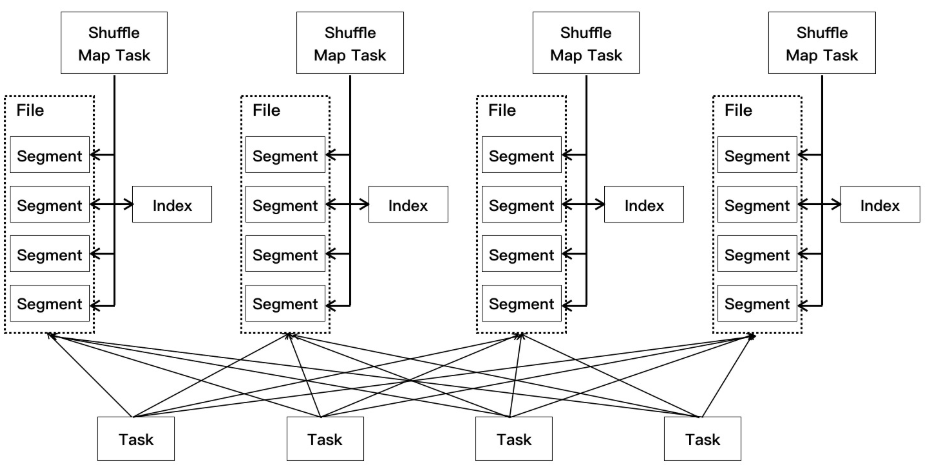 Shuffle
Map Task
Shuffle
Map Task
Shuffle
Map Task
Shuffle
Map Task
File
File
File
File
Segment
Segment
Segment
Segment
Segment
Index
Segment
Index
Segment
Index
Segment
Index
Segment
Segment
Segment
Segment
Segment
Segment
Segment
Segment
Task
Task
Task
Task